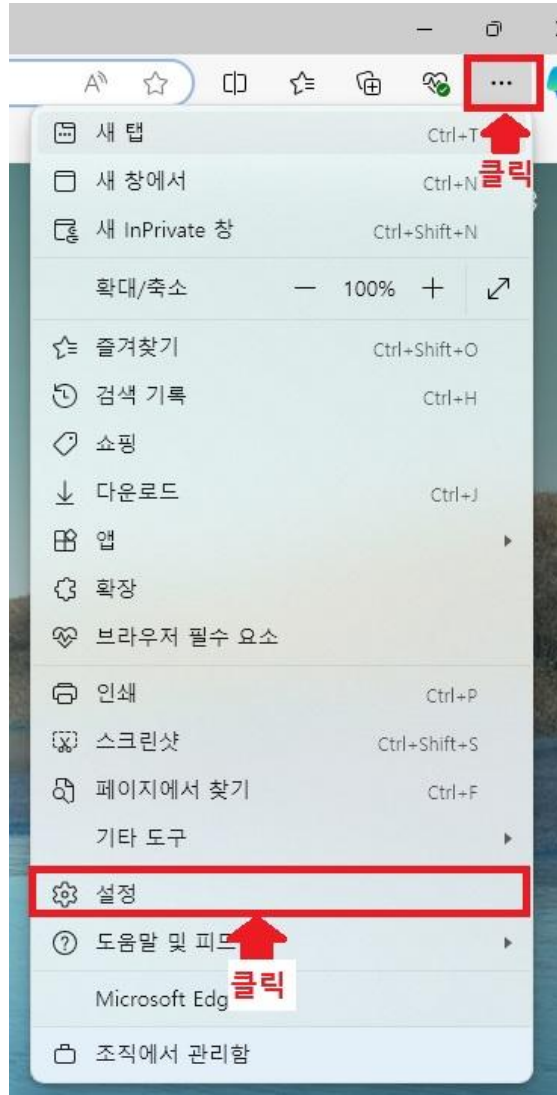 A
...
새 탭 Ctrl+T
클릭
새 창에서 Ctrl+N
새 InPrivate 창 Ctrl+Shift+N
확대/축소 — 100% +
즐겨찾기 Ctrl+Shift+O
검색 기록 Ctrl+H
쇼핑
다운로드 Ctrl+J
앱
확장
브라우저 필수 요소
인쇄 Ctrl+P
스크린샷 Ctrl+Shift+S
페이지에서 찾기 Ctrl+F
기타 도구
설정
도움말 및
클릭
Microsoft Edg
조직에서 관리함